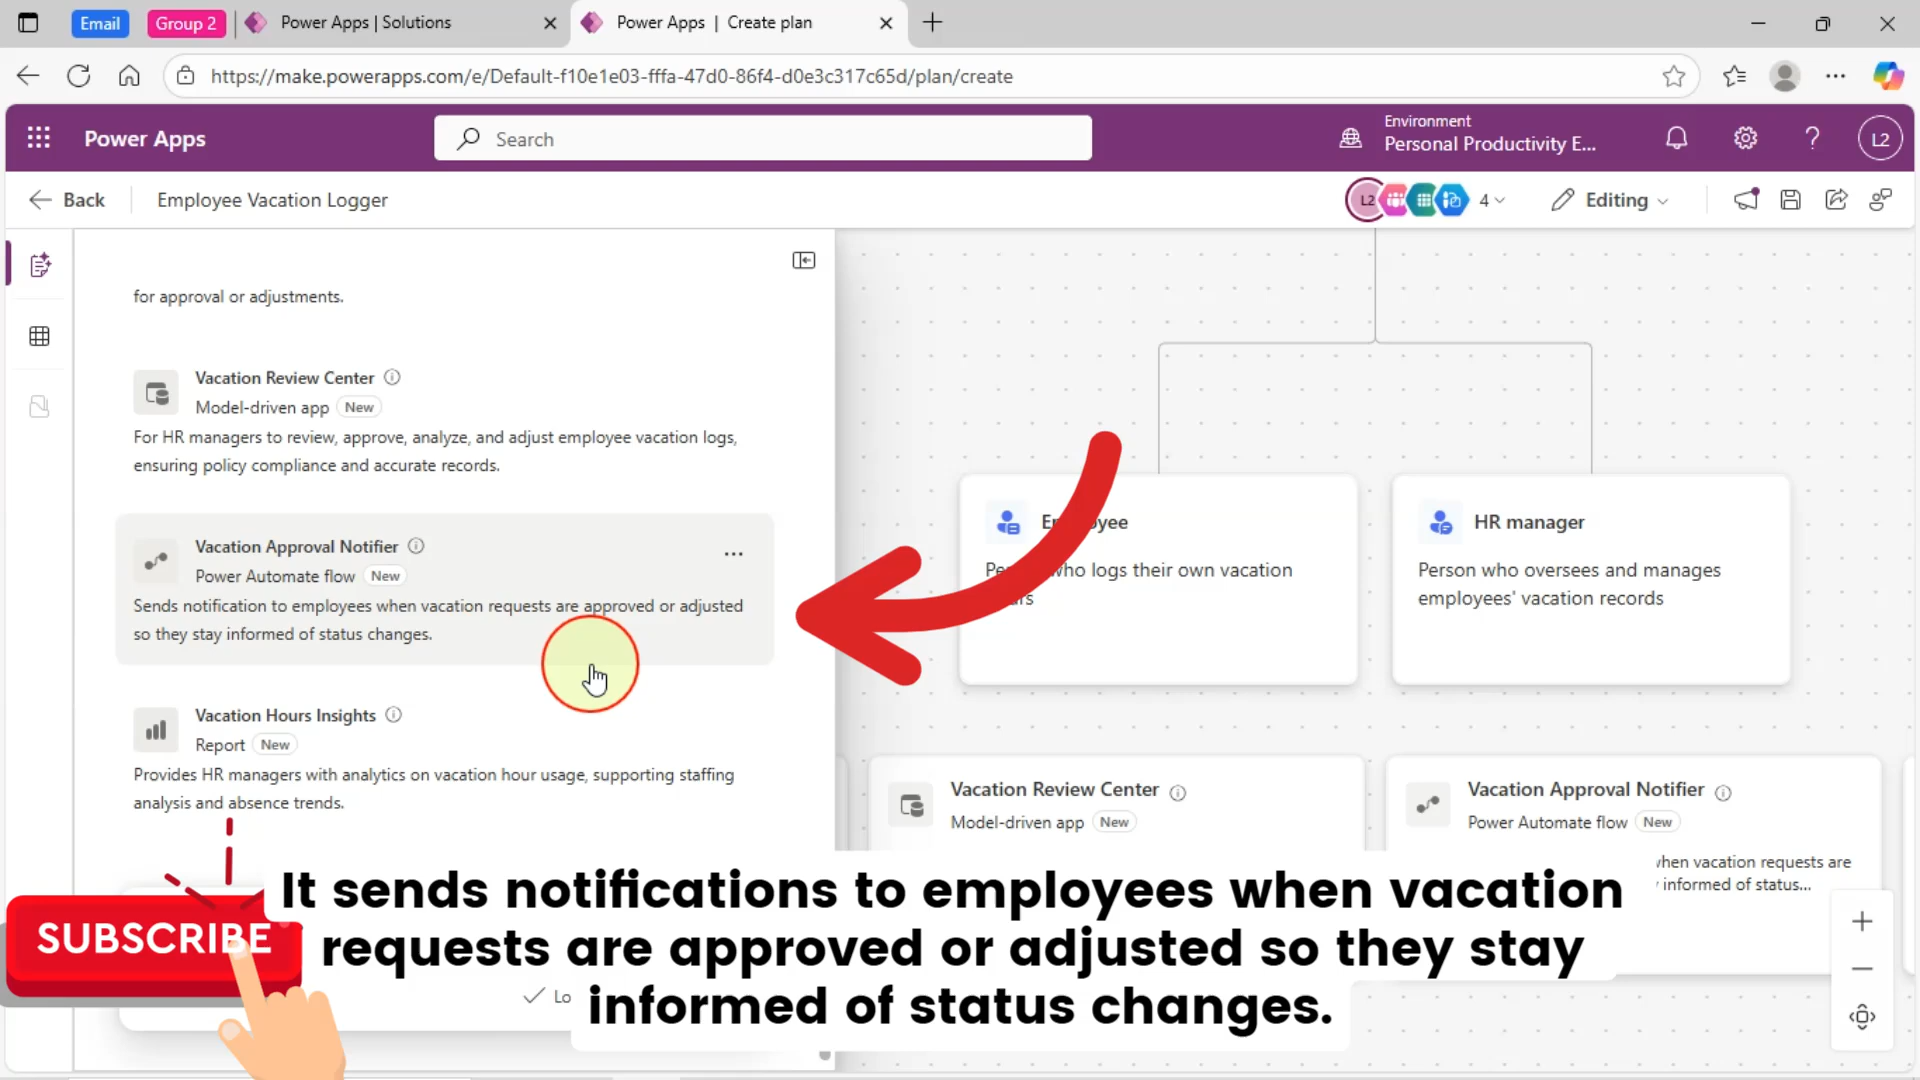 Email
Group 2
Power Apps | Solutions
Power Apps | Create plan
https://make.powerapps.com/e/Default-f10e1e03-fffa-47d0-86f4-d0e3c317c65d/plan/create
Power Apps
Search
Environment
Personal Productivity E...
L2
Back
Employee Vacation Logger
L2
4
Editing
for approval or adjustments.
Vacation Review Center
Model-driven app New
For HR managers to review, approve, analyze, and adjust employee vacation logs,
ensuring policy compliance and accurate records.
Vacation Approval Notifier
Power Automate flow New
Sends notification to employees when vacation requests are approved or adjusted
so they stay informed of status changes.
Vacation Hours Insights
Report New
Provides HR managers with analytics on vacation hour usage, supporting staffing
analysis and absence trends.
HR manager
who logs their own vacation
Person who oversees and manages
employees' vacation records
Vacation Review Center
Model-driven app New
Vacation Approval Notifier
Power Automate flow New
when vacation requests are
informed of status...
SUBSCRIBE
It sends notifications to employees when vacation
requests are approved or adjusted so they stay
informed of status changes.